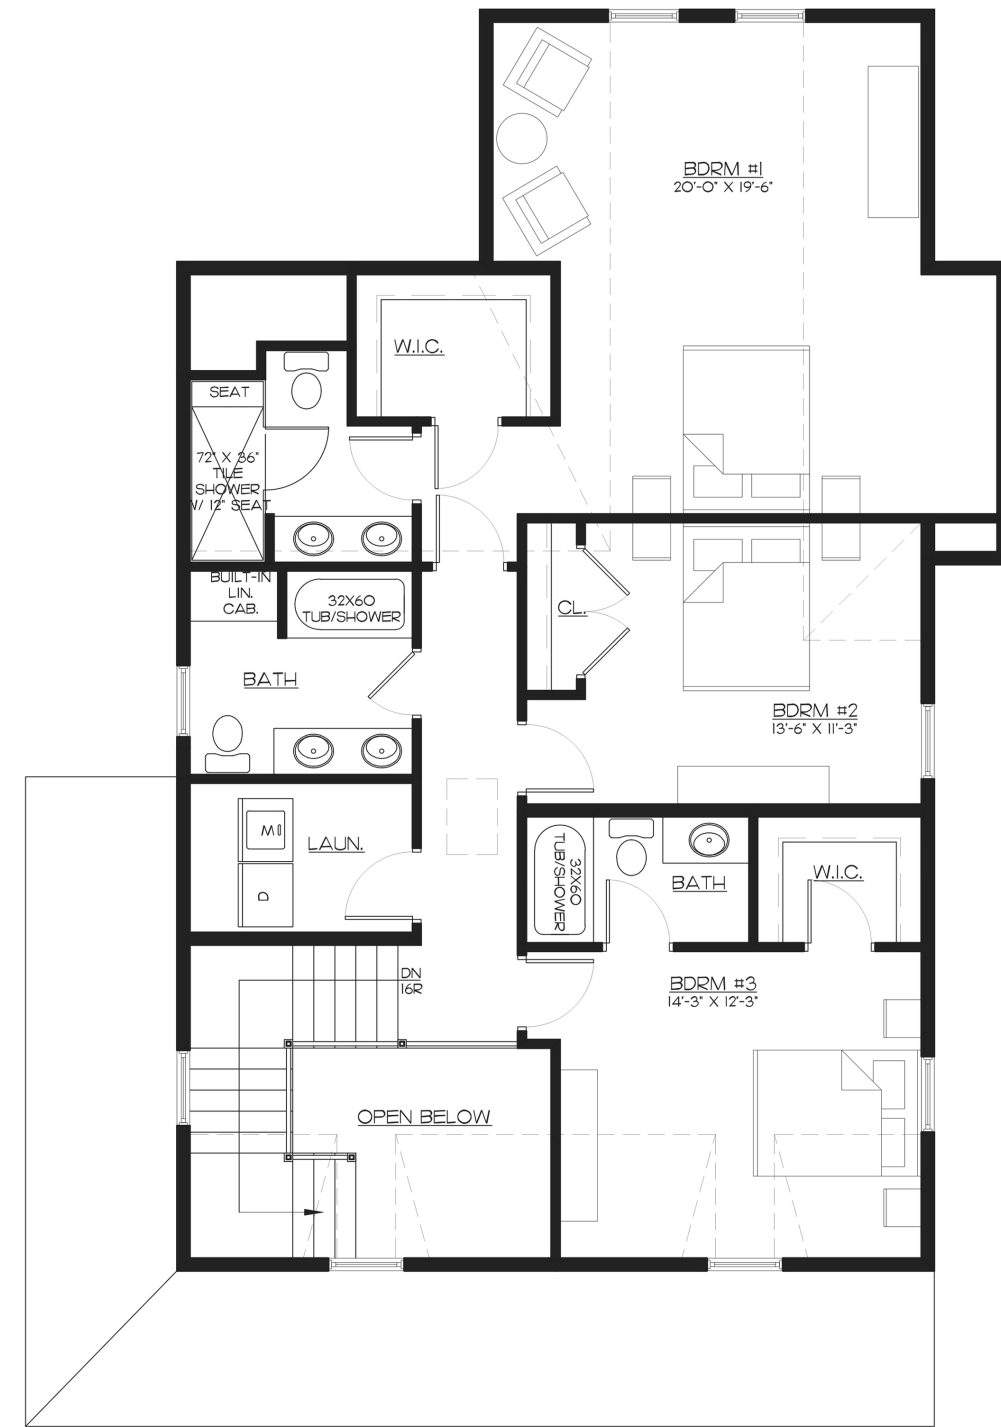 BDRM #1
20'-0" X 19'-6"
W.I.C.
SEAT
72" X 36"
TILE
SHOWER
W/ 12" SEAT
BUILT-IN
LIN.
CAB.
32X60
TUB/SHOWER
CL.
BATH
BDRM #2
13'-6" X 11'-3"
M
LAUN.
D
32X60
TUB/SHOWER
BATH
W.I.C.
DN
16R
BDRM #3
14'-3" X 12'-3"
OPEN BELOW